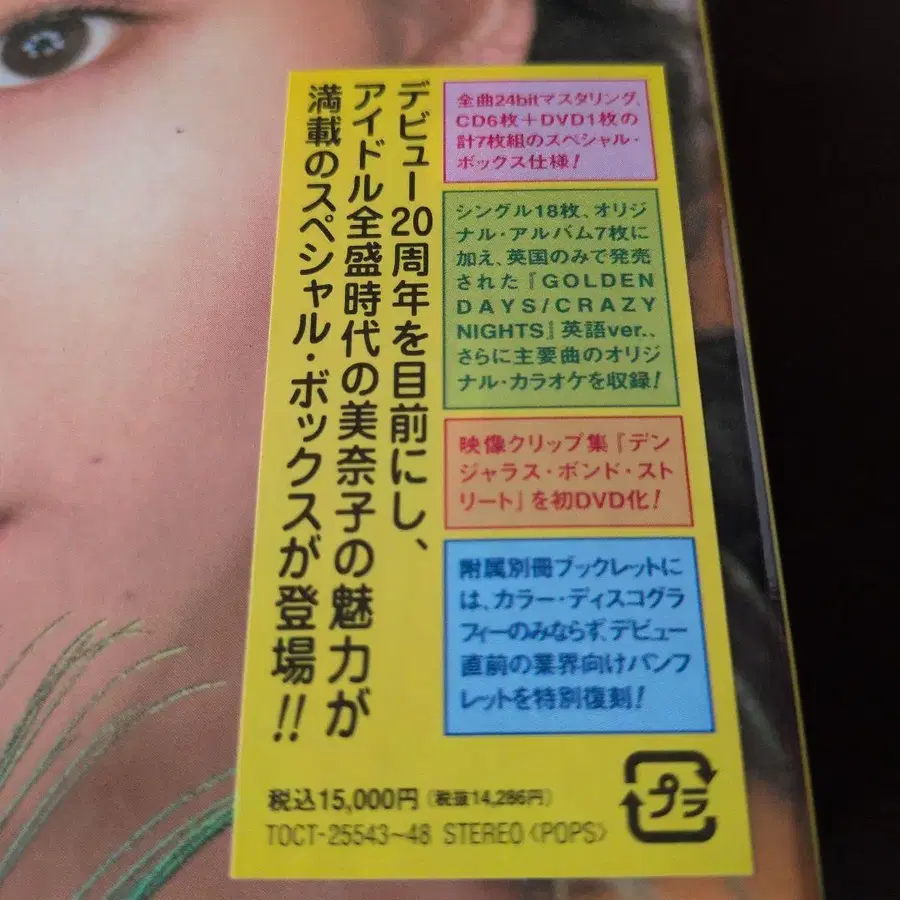 デビュー20周年を目前にし、
アイドル全盛時代の美奈子の魅力が
満載のスペシャル・ボックスが登場!!
全曲24bitマスタリング、
CD6枚＋DVD1枚の
計7枚組のスペシャル・
ボックス仕様!
シングル18枚、オリジ
ナル・アルバム7枚に
加え、英国のみで発売
された『GOLDEN
DAYS/CRAZY
NIGHTS』英語ver.、
さらに主要曲のオリジ
ナル・カラオケを収録!
映像クリップ集『デン
ジャラス・ボンド・スト
リート』を初DVD化!
附属別冊ブックレットに
は、カラー・ディスコグラ
フィーのみならず、デビュー
直前の業界向けパンフ
レットを特別復刻!
税込15,000円（税抜14,286円）
TOCT-25543~48 STEREO〈POPS〉
プラ